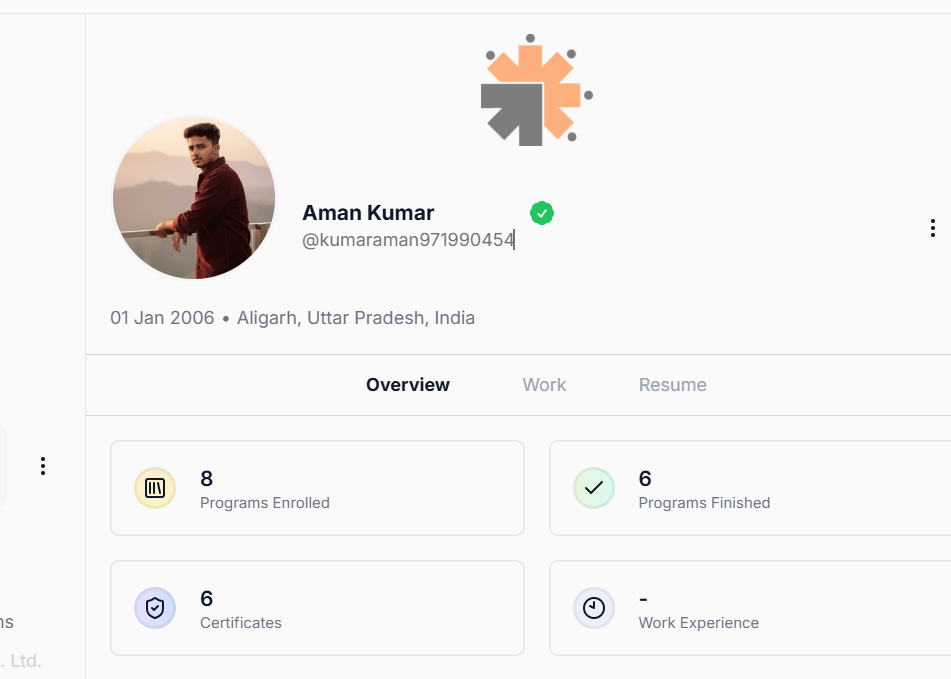 Aman Kumar
@kumaraman971990454
01 Jan 2006 • Aligarh, Uttar Pradesh, India
Overview Work Resume
8
Programs Enrolled
6
Programs Finished
6
Certificates
-
Work Experience
ns
. Ltd.